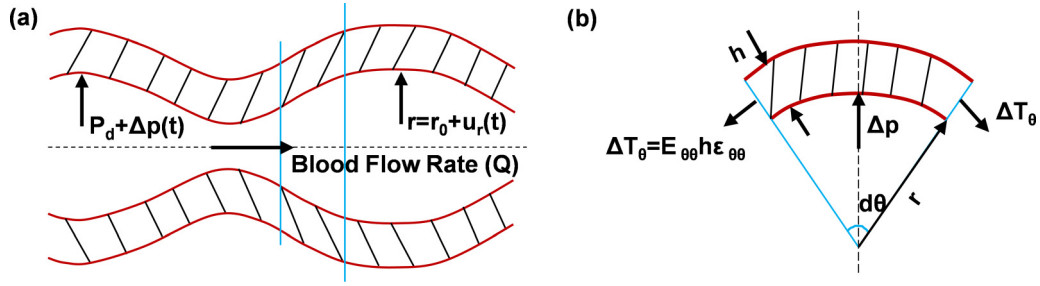 (a)
P_d+Δp(t)
r=r_0+u_r(t)
Blood Flow Rate (Q)
(b)
h
ΔT_θ=E_θθhε_θθ
Δp
ΔT_θ
dθ
r